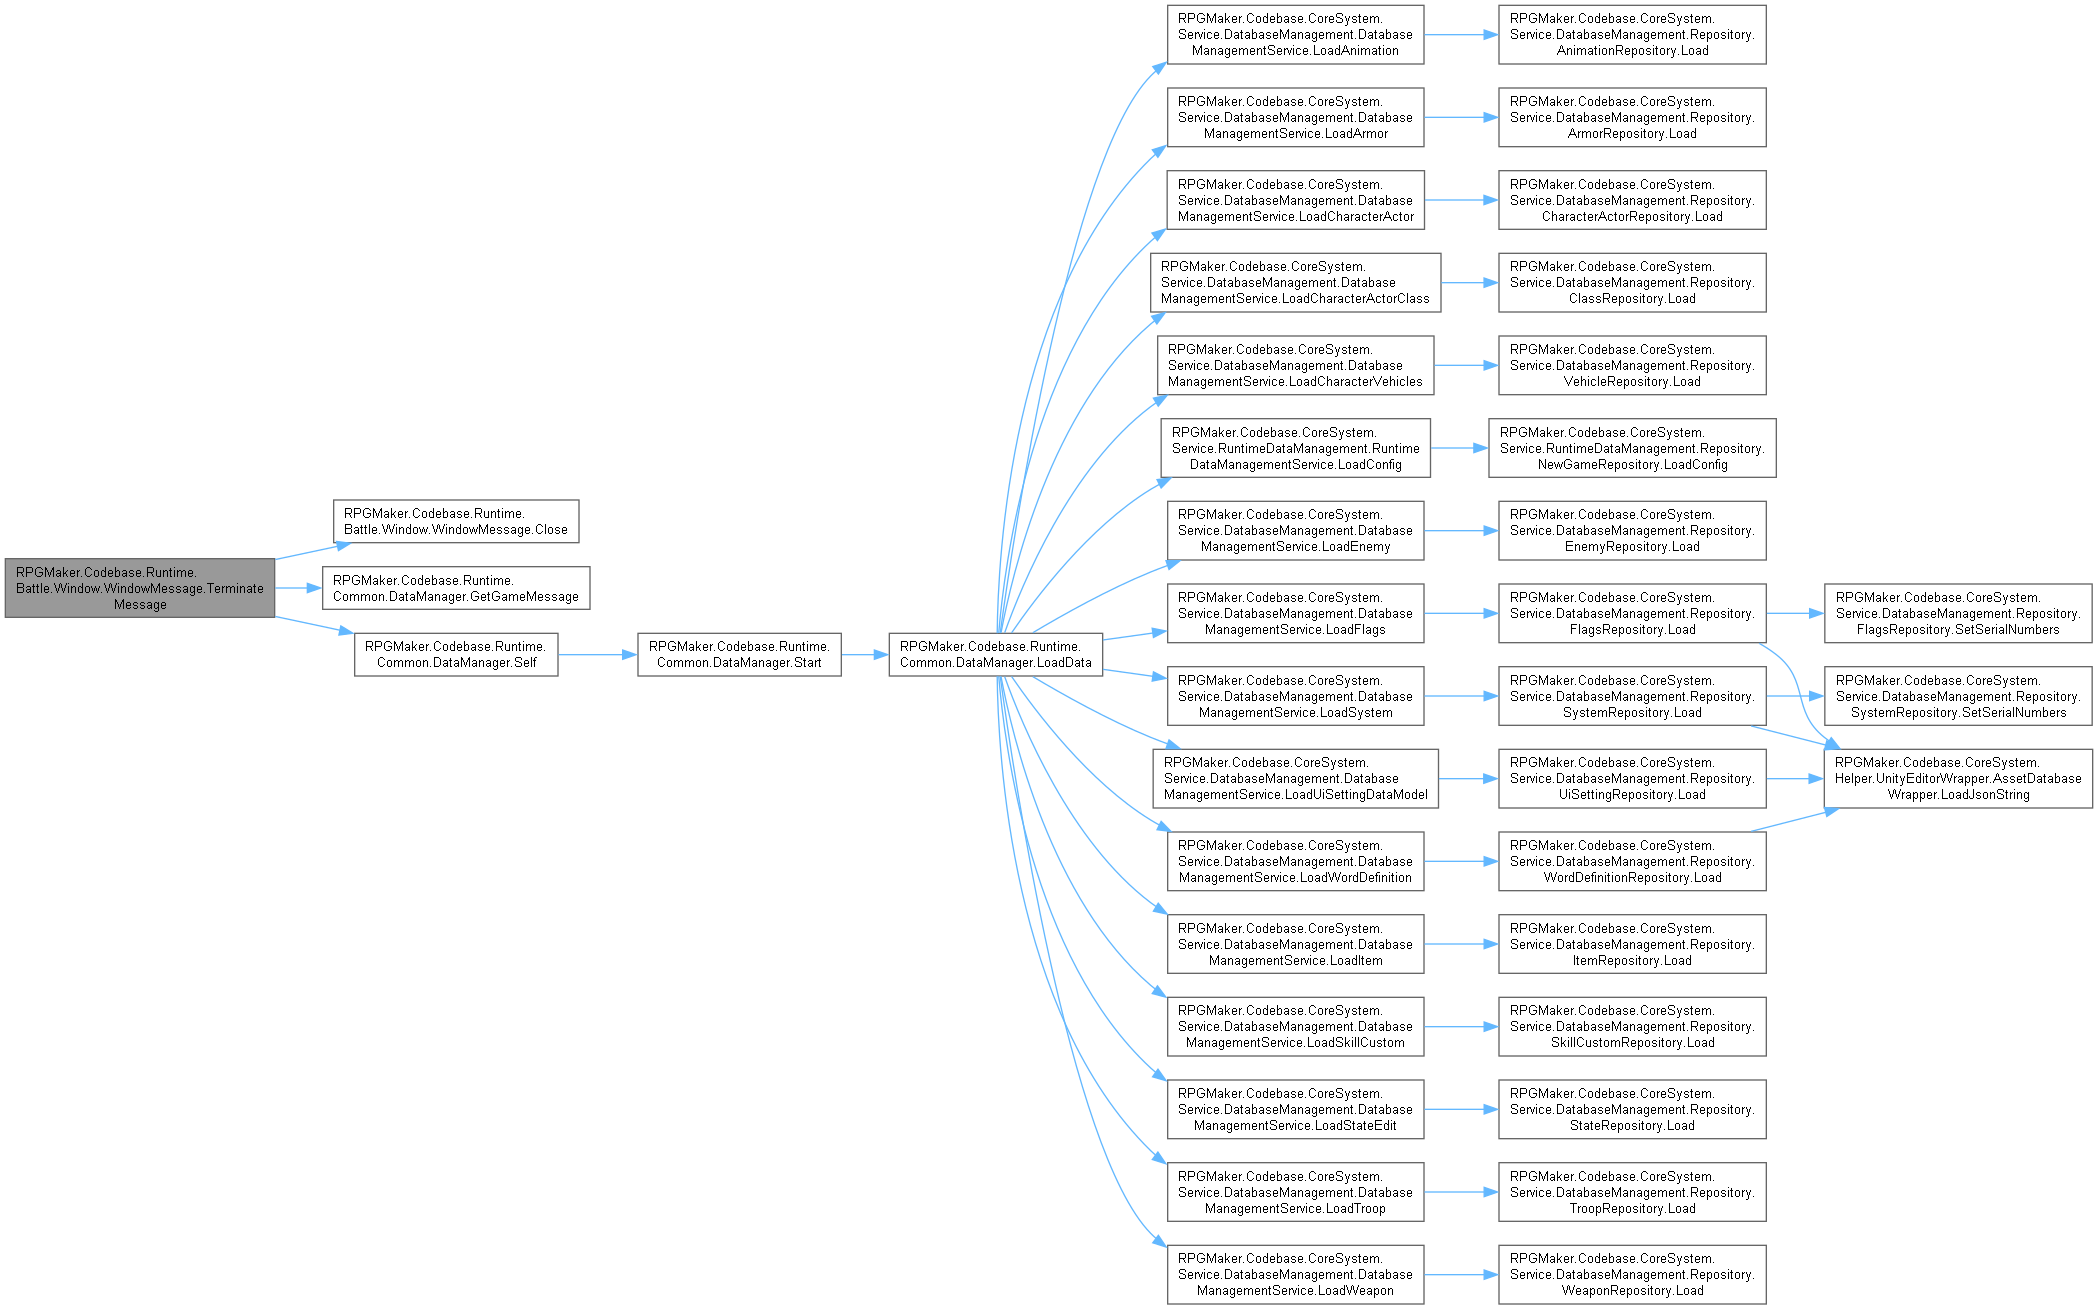 RPGMaker.Codebase.Runtime.
Battle.Window.WindowMessage.Terminate
Message
RPGMaker.Codebase.Runtime.
Battle.Window.WindowMessage.Close
RPGMaker.Codebase.Runtime.
Common.DataManager.GetGameMessage
RPGMaker.Codebase.Runtime.
Common.DataManager.Self
RPGMaker.Codebase.Runtime.
Common.DataManager.Start
RPGMaker.Codebase.Runtime.
Common.DataManager.LoadData
RPGMaker.Codebase.CoreSystem.
Service.DatabaseManagement.Database
ManagementService.LoadAnimation
RPGMaker.Codebase.CoreSystem.
Service.DatabaseManagement.Repository.
AnimationRepository.Load
RPGMaker.Codebase.CoreSystem.
Service.DatabaseManagement.Database
ManagementService.LoadArmor
RPGMaker.Codebase.CoreSystem.
Service.DatabaseManagement.Repository.
ArmorRepository.Load
RPGMaker.Codebase.CoreSystem.
Service.DatabaseManagement.Database
ManagementService.LoadCharacterActor
RPGMaker.Codebase.CoreSystem.
Service.DatabaseManagement.Repository.
CharacterActorRepository.Load
RPGMaker.Codebase.CoreSystem.
Service.DatabaseManagement.Database
ManagementService.LoadCharacterActorClass
RPGMaker.Codebase.CoreSystem.
Service.DatabaseManagement.Repository.
ClassRepository.Load
RPGMaker.Codebase.CoreSystem.
Service.DatabaseManagement.Database
ManagementService.LoadCharacterVehicles
RPGMaker.Codebase.CoreSystem.
Service.DatabaseManagement.Repository.
VehicleRepository.Load
RPGMaker.Codebase.CoreSystem.
Service.RuntimeDataManagement.Runtime
DataManagementService.LoadConfig
RPGMaker.Codebase.CoreSystem.
Service.RuntimeDataManagement.Repository.
NewGameRepository.LoadConfig
RPGMaker.Codebase.CoreSystem.
Service.DatabaseManagement.Database
ManagementService.LoadEnemy
RPGMaker.Codebase.CoreSystem.
Service.DatabaseManagement.Repository.
EnemyRepository.Load
RPGMaker.Codebase.CoreSystem.
Service.DatabaseManagement.Database
ManagementService.LoadFlags
RPGMaker.Codebase.CoreSystem.
Service.DatabaseManagement.Repository.
FlagsRepository.Load
RPGMaker.Codebase.CoreSystem.
Service.DatabaseManagement.Repository.
FlagsRepository.SetSerialNumbers
RPGMaker.Codebase.CoreSystem.
Service.DatabaseManagement.Database
ManagementService.LoadSystem
RPGMaker.Codebase.CoreSystem.
Service.DatabaseManagement.Repository.
SystemRepository.Load
RPGMaker.Codebase.CoreSystem.
Service.DatabaseManagement.Repository.
SystemRepository.SetSerialNumbers
RPGMaker.Codebase.CoreSystem.
Service.DatabaseManagement.Database
ManagementService.LoadUiSettingDataModel
RPGMaker.Codebase.CoreSystem.
Service.DatabaseManagement.Repository.
UiSettingRepository.Load
RPGMaker.Codebase.CoreSystem.
Helper.UnityEditorWrapper.AssetDatabase
Wrapper.LoadJsonString
RPGMaker.Codebase.CoreSystem.
Service.DatabaseManagement.Database
ManagementService.LoadWordDefinition
RPGMaker.Codebase.CoreSystem.
Service.DatabaseManagement.Repository.
WordDefinitionRepository.Load
RPGMaker.Codebase.CoreSystem.
Service.DatabaseManagement.Database
ManagementService.LoadItem
RPGMaker.Codebase.CoreSystem.
Service.DatabaseManagement.Repository.
ItemRepository.Load
RPGMaker.Codebase.CoreSystem.
Service.DatabaseManagement.Database
ManagementService.LoadSkillCustom
RPGMaker.Codebase.CoreSystem.
Service.DatabaseManagement.Repository.
SkillCustomRepository.Load
RPGMaker.Codebase.CoreSystem.
Service.DatabaseManagement.Database
ManagementService.LoadStateEdit
RPGMaker.Codebase.CoreSystem.
Service.DatabaseManagement.Repository.
StateRepository.Load
RPGMaker.Codebase.CoreSystem.
Service.DatabaseManagement.Database
ManagementService.LoadTroop
RPGMaker.Codebase.CoreSystem.
Service.DatabaseManagement.Repository.
TroopRepository.Load
RPGMaker.Codebase.CoreSystem.
Service.DatabaseManagement.Database
ManagementService.LoadWeapon
RPGMaker.Codebase.CoreSystem.
Service.DatabaseManagement.Repository.
WeaponRepository.Load